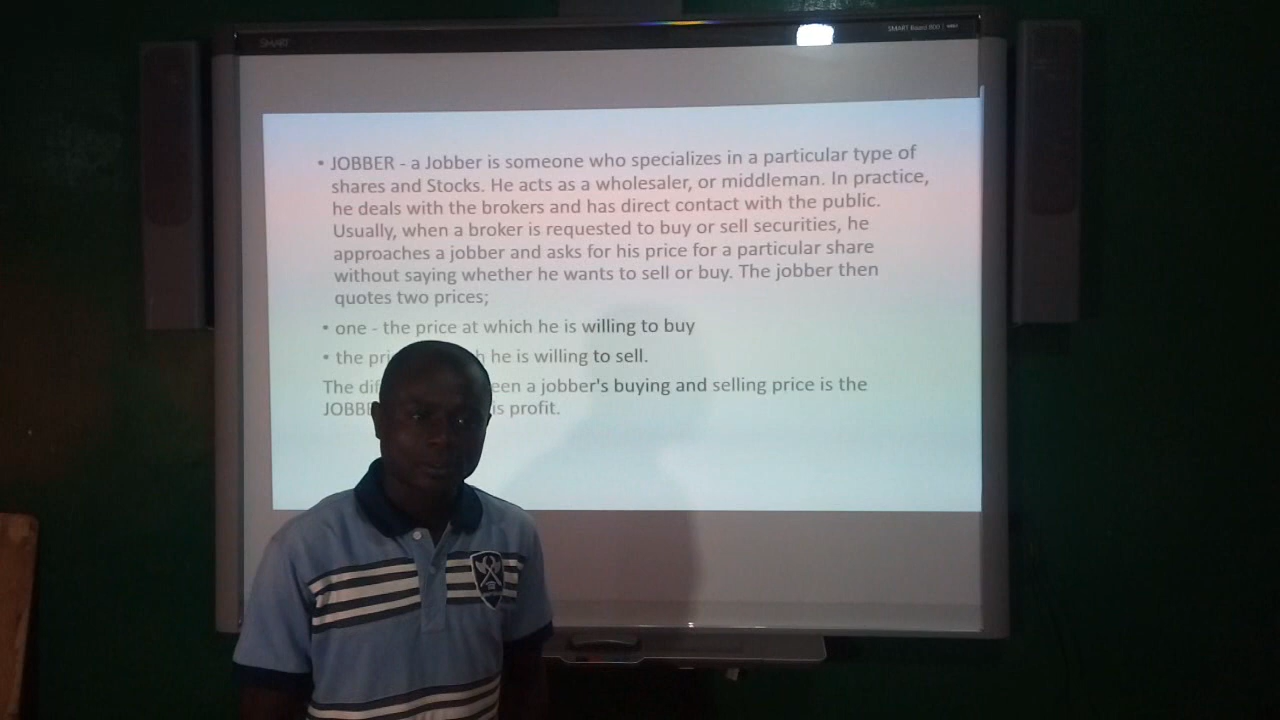 SMART
SMART Board 800
• JOBBER - a Jobber is someone who specializes in a particular type of
shares and Stocks. He acts as a wholesaler, or middleman. In practice,
he deals with the brokers and has direct contact with the public.
Usually, when a broker is requested to buy or sell securities, he
approaches a jobber and asks for his price for a particular share
without saying whether he wants to sell or buy. The jobber then
quotes two prices;
• one - the price at which he is willing to buy
• the he is willing to sell.
The a jobber's buying and selling price is the
profit.